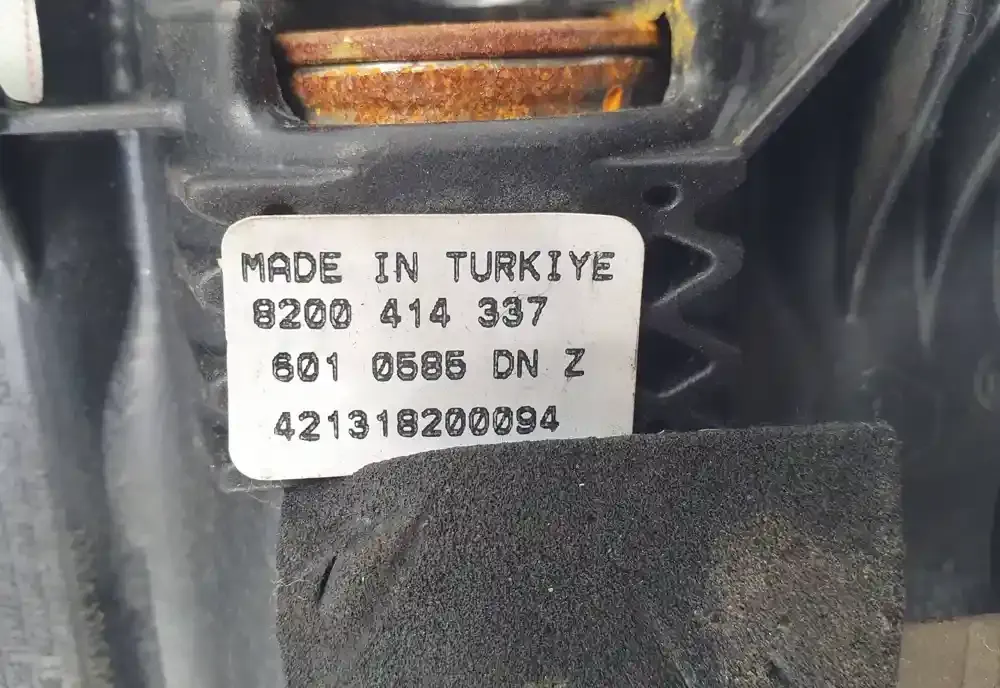 MADE IN TURKIYE
8200 414 337
601 0585 DN Z
421318200094